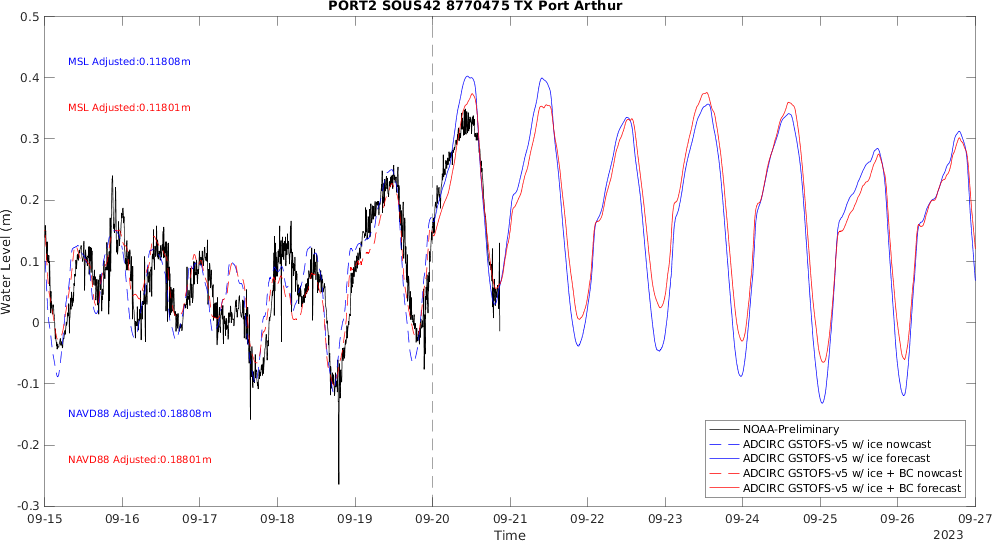 PORT2 SOUS42 8770475 TX Port Arthur
0.5
0.4
0.3
0.2
0.1
0
-0.1
-0.2
-0.3
Water Level (m)
MSL Adjusted:0.11808m
MSL Adjusted:0.11801m
NAVD88 Adjusted:0.18808m
NAVD88 Adjusted:0.18801m
NOAA-Preliminary
ADCIRC GSTOFS-v5 w/ ice nowcast
ADCIRC GSTOFS-v5 w/ ice forecast
ADCIRC GSTOFS-v5 w/ ice + BC nowcast
ADCIRC GSTOFS-v5 w/ ice + BC forecast
09-15 09-16 09-17 09-18 09-19 09-20 09-21 09-22 09-23 09-24 09-25 09-26 09-27
Time
2023